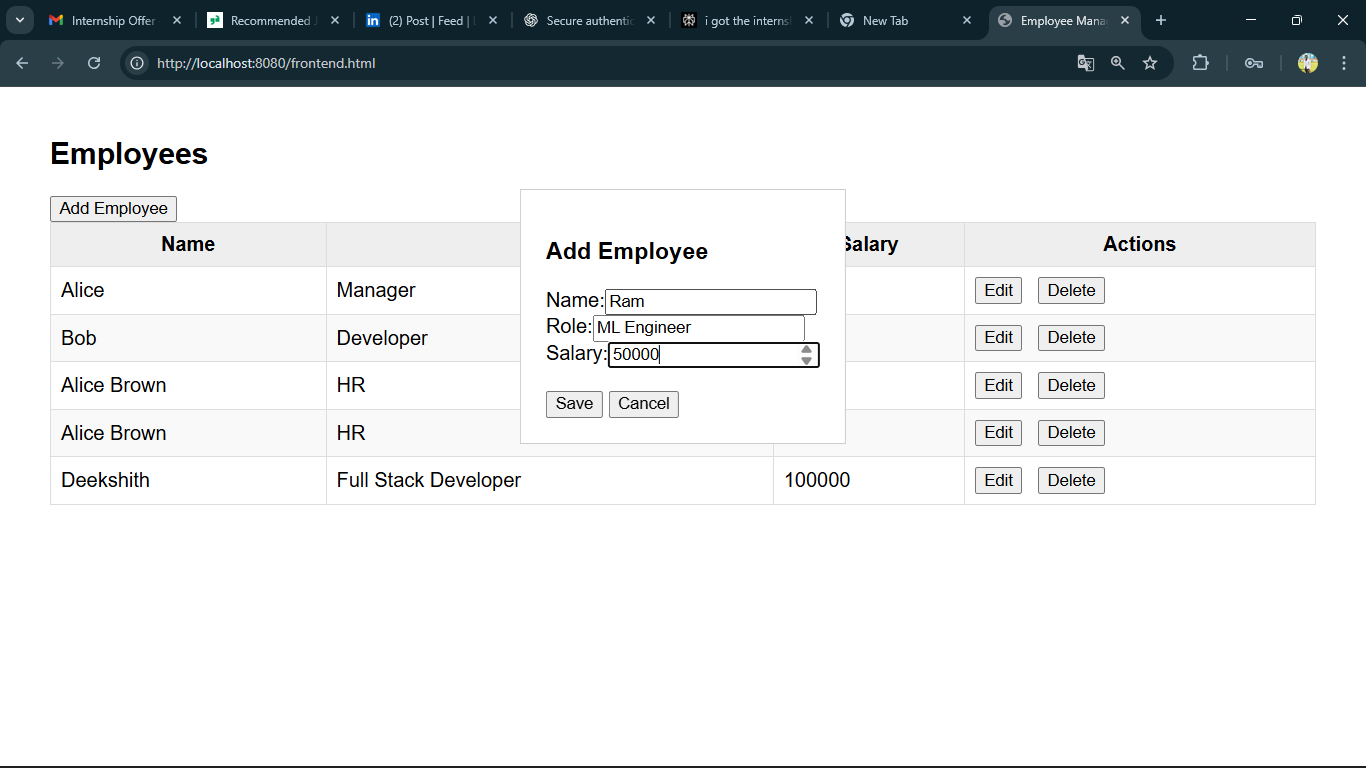 Internship Offer
Recommended J
(2) Post | Feed | L
Secure authentic
i got the interns
New Tab
Employee Mana
http://localhost:8080/frontend.html
Employees
Add Employee
Name Salary Actions
Alice Manager Edit Delete
Bob Developer Edit Delete
Alice Brown HR Edit Delete
Alice Brown HR Edit Delete
Deekshith Full Stack Developer 100000 Edit Delete
Add Employee
Name: Ram
Role: ML Engineer
Salary: 50000
Save Cancel